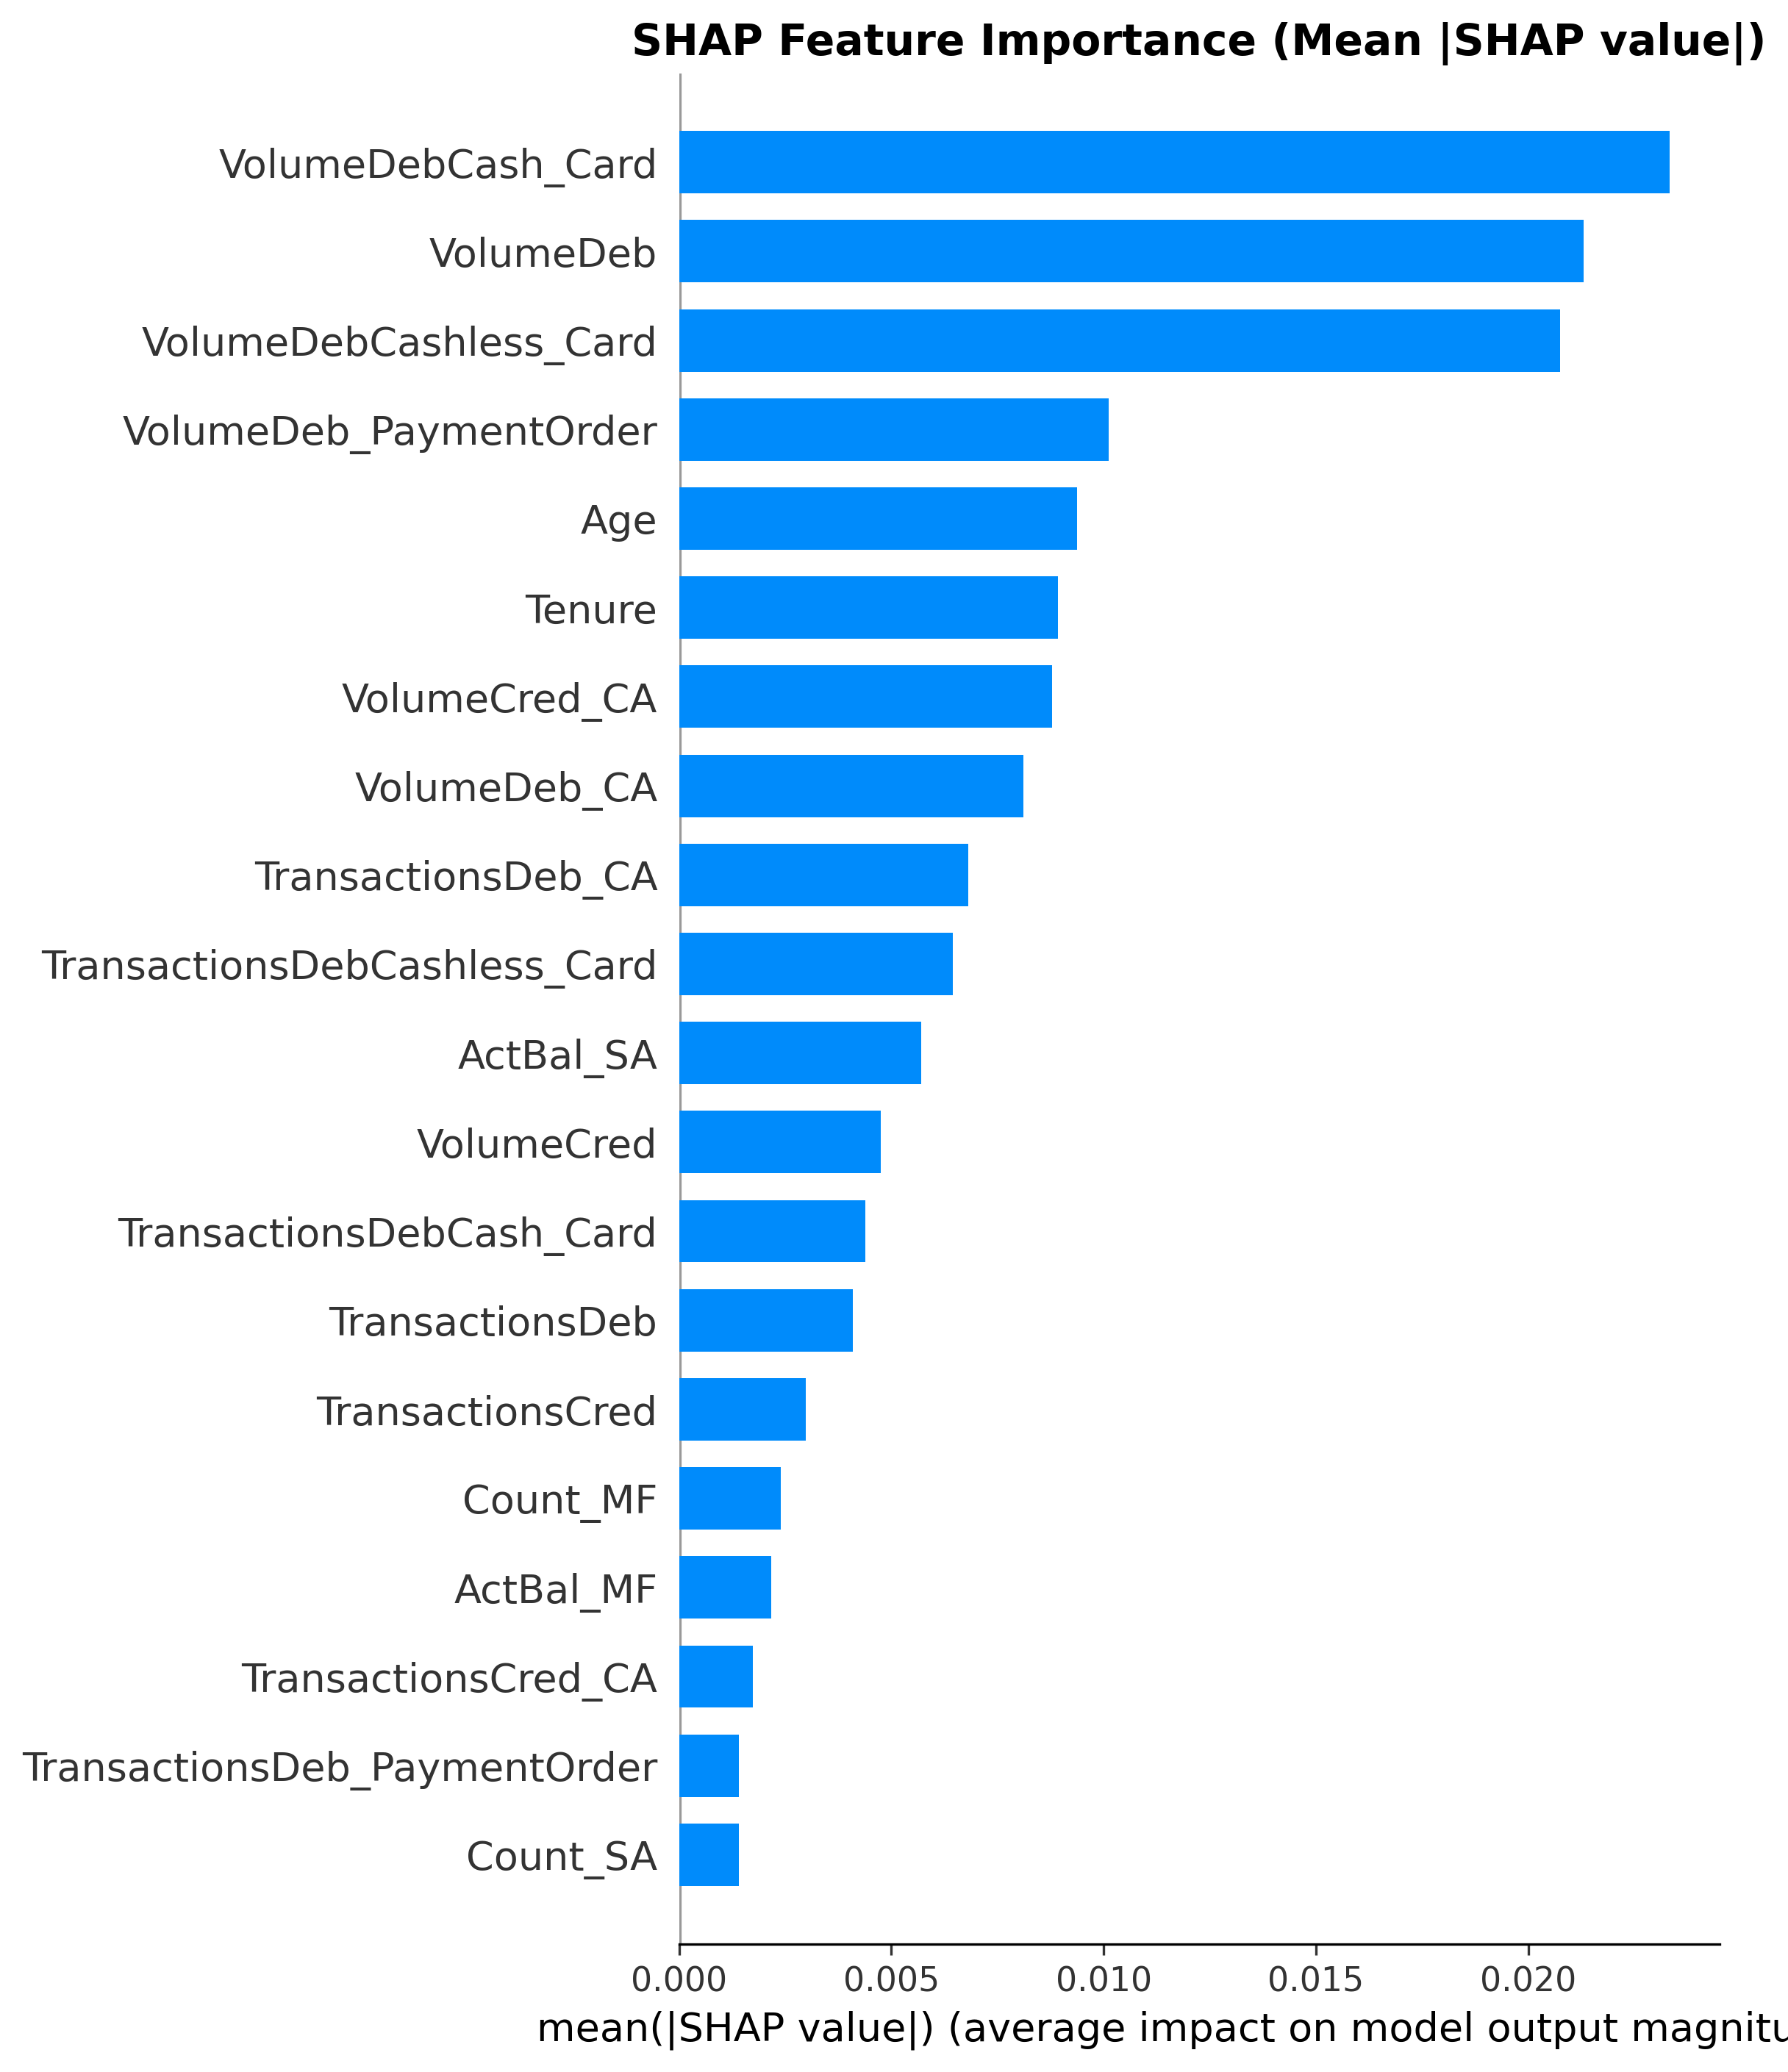 SHAP Feature Importance (Mean |SHAP value|)
VolumeDebCash_Card
VolumeDeb
VolumeDebCashless_Card
VolumeDeb_PaymentOrder
Age
Tenure
VolumeCred_CA
VolumeDeb_CA
TransactionsDeb_CA
TransactionsDebCashless_Card
ActBal_SA
VolumeCred
TransactionsDebCash_Card
TransactionsDeb
TransactionsCred
Count_MF
ActBal_MF
TransactionsCred_CA
TransactionsDeb_PaymentOrder
Count_SA
0.000 0.005 0.010 0.015 0.020
mean(|SHAP value|) (average impact on model output magnitu